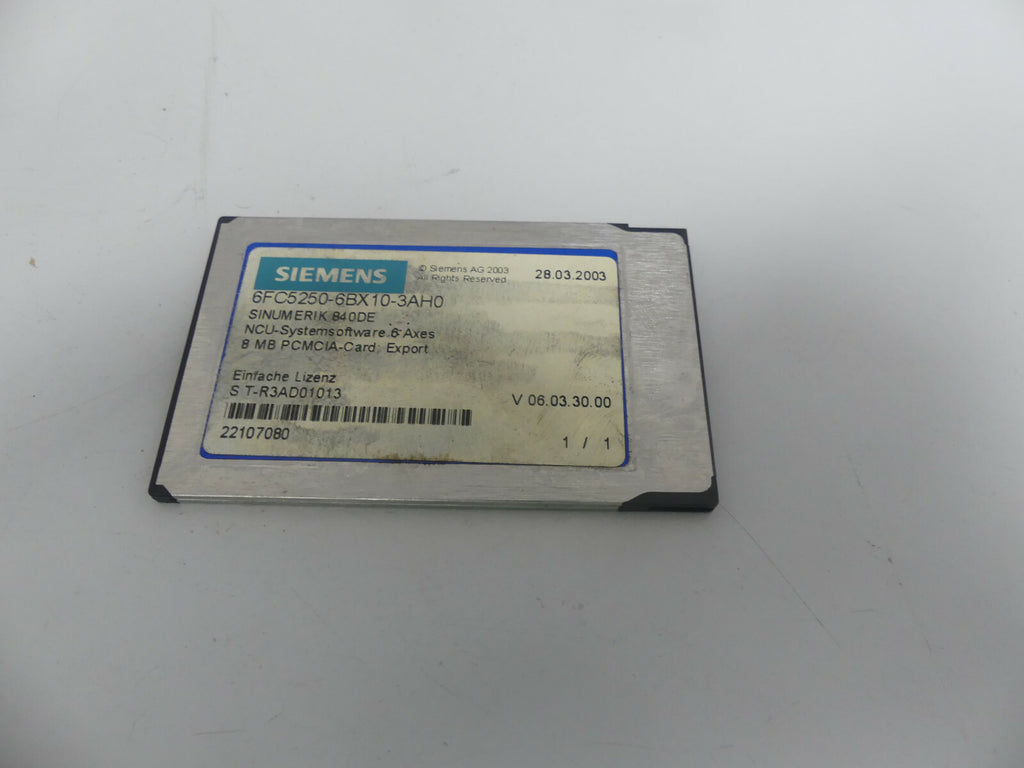 SIEMENS
© Siemens AG 2003
All Rights Reserved
28.03.2003
6FC5250-6BX10-3AH0
SINUMERIK 840DE
NCU-Systemsoftware 6 Axes
8 MB PCMCIA-Card, Export
Einfache Lizenz
S T-R3AD01013
V 06.03.30.00
22107080
1 / 1